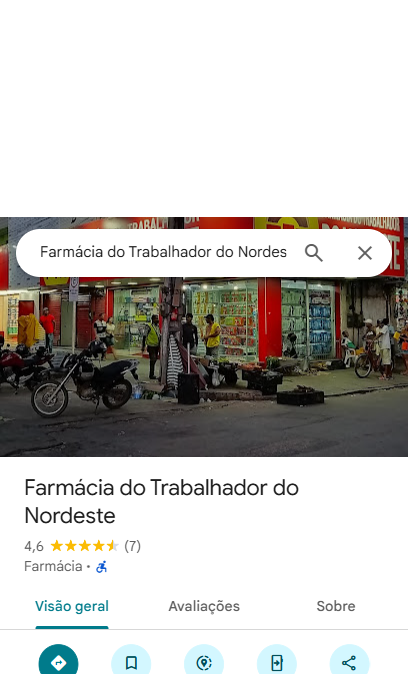 Farmácia do Trabalhador do Nordes
Farmácia do Trabalhador do
Nordeste
4,6 (7)
Farmácia ·
Visão geral
Avaliações
Sobre